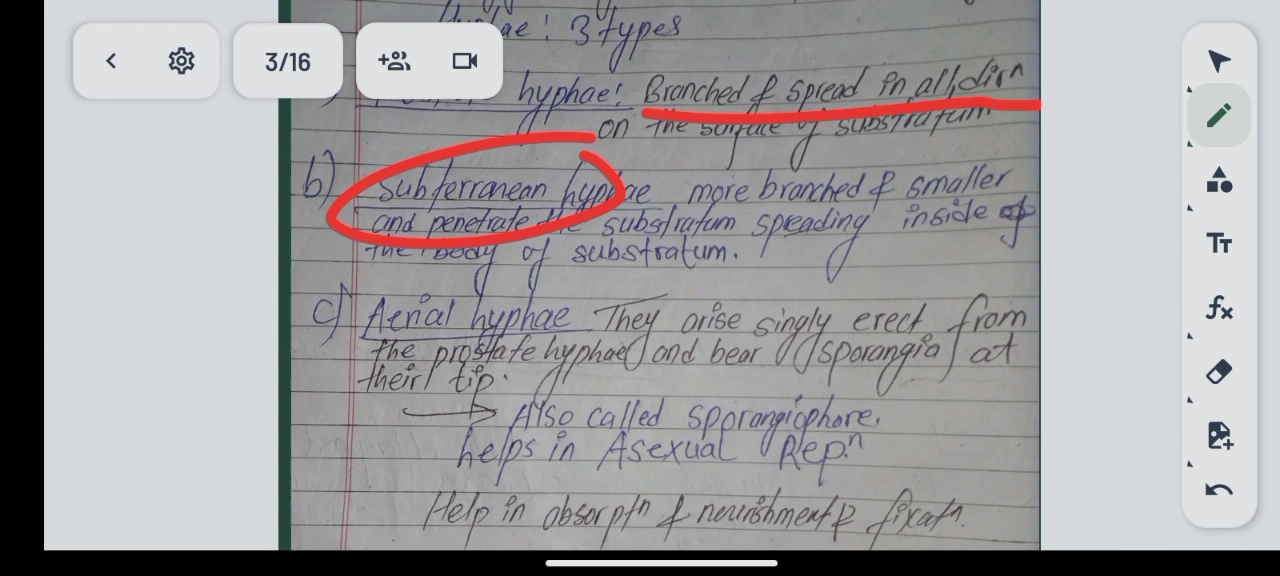 3/16
ae! 3 types
hyphae! Branched & spread in all dirn
on the surface of substratum
b) Subterranean hyphae more branched & smaller
and penetrate the substratum spreading inside of
the body of substratum.
c) Aerial hyphae They arise singly erect from
the prostate hyphae and bear sporangia at
their tip.
→ Also called sporangiophore.
helps in Asexual Rep.n
Help in absorptn & nourishment & fixatn.
Tт
fx